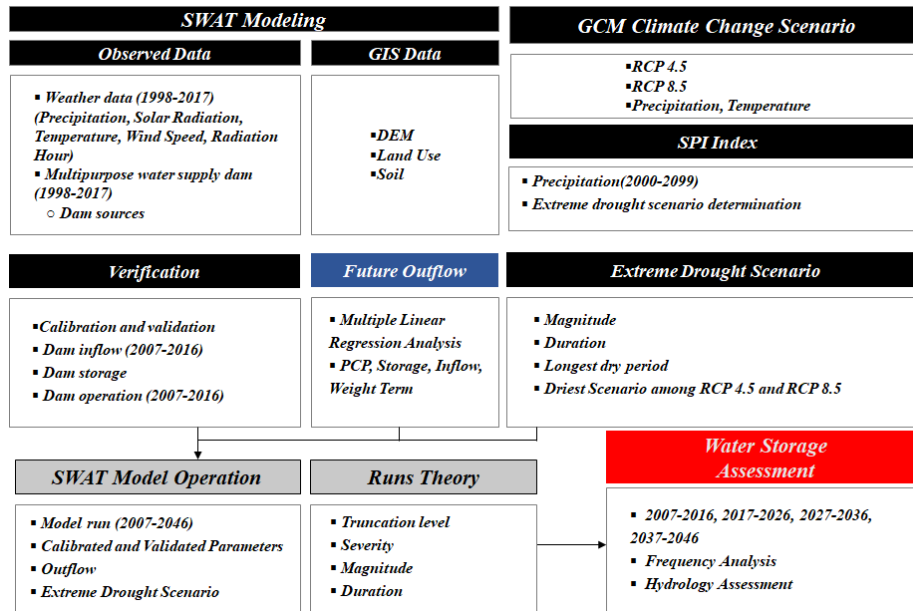 SWAT Modeling
Observed Data
▪ Weather data (1998-2017)
(Precipitation, Solar Radiation,
Temperature, Wind Speed, Radiation
Hour)
▪ Multipurpose water supply dam
(1998-2017)
○ Dam sources
GIS Data
▪DEM
▪Land Use
▪Soil
GCM Climate Change Scenario
▪RCP 4.5
▪RCP 8.5
▪Precipitation, Temperature
SPI Index
▪ Precipitation(2000-2099)
▪ Extreme drought scenario determination
Verification
▪Calibration and validation
▪ Dam inflow (2007-2016)
▪ Dam storage
▪ Dam operation (2007-2016)
Future Outflow
▪ Multiple Linear
Regression Analysis
▪ PCP, Storage, Inflow,
Weight Term
Extreme Drought Scenario
▪ Magnitude
▪ Duration
▪ Longest dry period
▪ Driest Scenario among RCP 4.5 and RCP 8.5
SWAT Model Operation
▪ Model run (2007-2046)
▪ Calibrated and Validated Parameters
▪ Outflow
▪ Extreme Drought Scenario
Runs Theory
▪ Truncation level
▪ Severity
▪ Magnitude
▪ Duration
Water Storage
Assessment
▪ 2007-2016, 2017-2026, 2027-2036,
2037-2046
▪ Frequency Analysis
▪ Hydrology Assessment